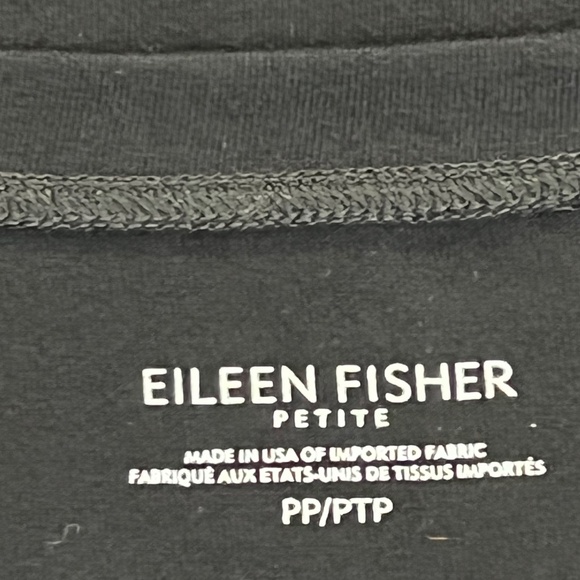 EILEEN FISHER
PETITE
MADE IN USA OF IMPORTED FABRIC
FABRIQUÉ AUX ETATS-UNIS DE TISSUS IMPORTÉS
PP/PTP